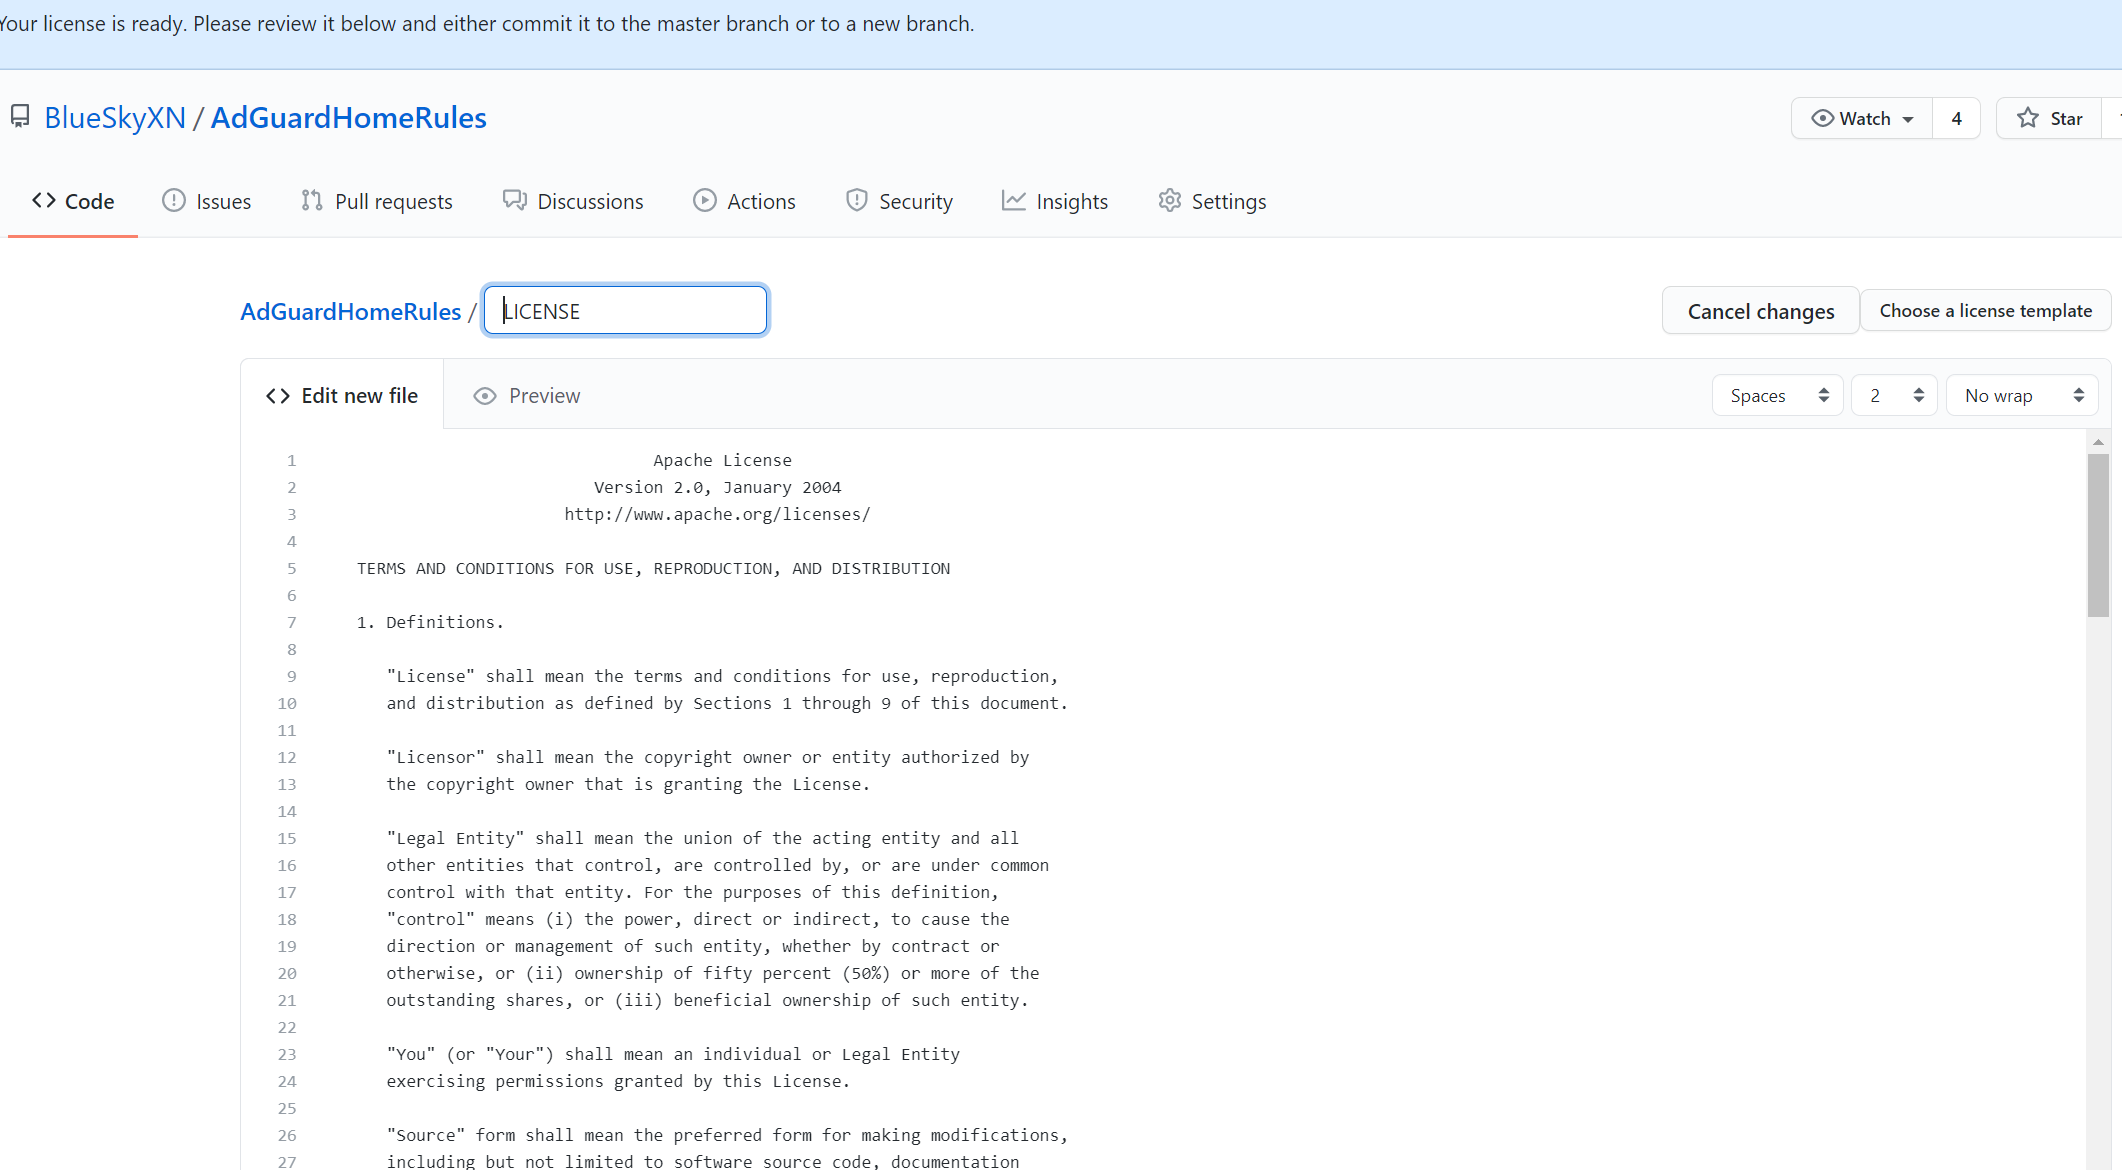 Your license is ready. Please review it below and either commit it to the master branch or to a new branch.
BlueSkyXN / AdGuardHomeRules
Watch 4 Star
Code Issues Pull requests Discussions Actions Security Insights Settings
AdGuardHomeRules / LICENSE Cancel changes Choose a license template
Edit new file Preview Spaces 2 No wrap
1 Apache License
2 Version 2.0, January 2004
3 http://www.apache.org/licenses/
4
5 TERMS AND CONDITIONS FOR USE, REPRODUCTION, AND DISTRIBUTION
6
7 1. Definitions.
8
9 "License" shall mean the terms and conditions for use, reproduction,
10 and distribution as defined by Sections 1 through 9 of this document.
11
12 "Licensor" shall mean the copyright owner or entity authorized by
13 the copyright owner that is granting the License.
14
15 "Legal Entity" shall mean the union of the acting entity and all
16 other entities that control, are controlled by, or are under common
17 control with that entity. For the purposes of this definition,
18 "control" means (i) the power, direct or indirect, to cause the
19 direction or management of such entity, whether by contract or
20 otherwise, or (ii) ownership of fifty percent (50%) or more of the
21 outstanding shares, or (iii) beneficial ownership of such entity.
22
23 "You" (or "Your") shall mean an individual or Legal Entity
24 exercising permissions granted by this License.
25
26 "Source" form shall mean the preferred form for making modifications,
27 including but not limited to software source code, documentation